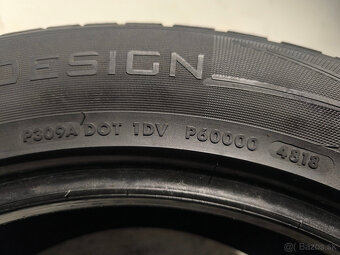 DESIGN
P309A DOT 1DV P60000 4818
Bazos.sk